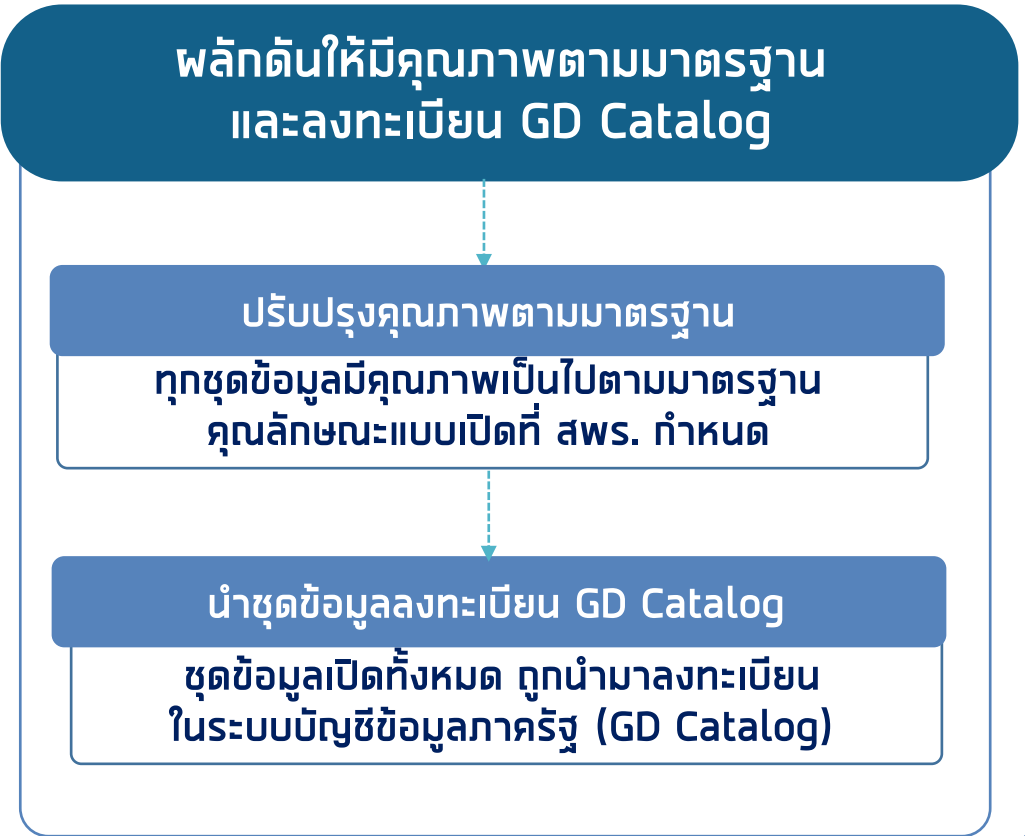 ผลักดันให้มีคุณภาพตามมาตรฐาน
และลงทะเบียน GD Catalog
ปรับปรุงคุณภาพตามมาตรฐาน
ทุกชุดข้อมูลมีคุณภาพเป็นไปตามมาตรฐาน
คุณลักษณะแบบเปิดที่ สพร. กำหนด
นำชุดข้อมูลลงทะเบียน GD Catalog
ชุดข้อมูลเปิดทั้งหมด ถูกนำมาลงทะเบียน
ในระบบบัญชีข้อมูลภาครัฐ (GD Catalog)